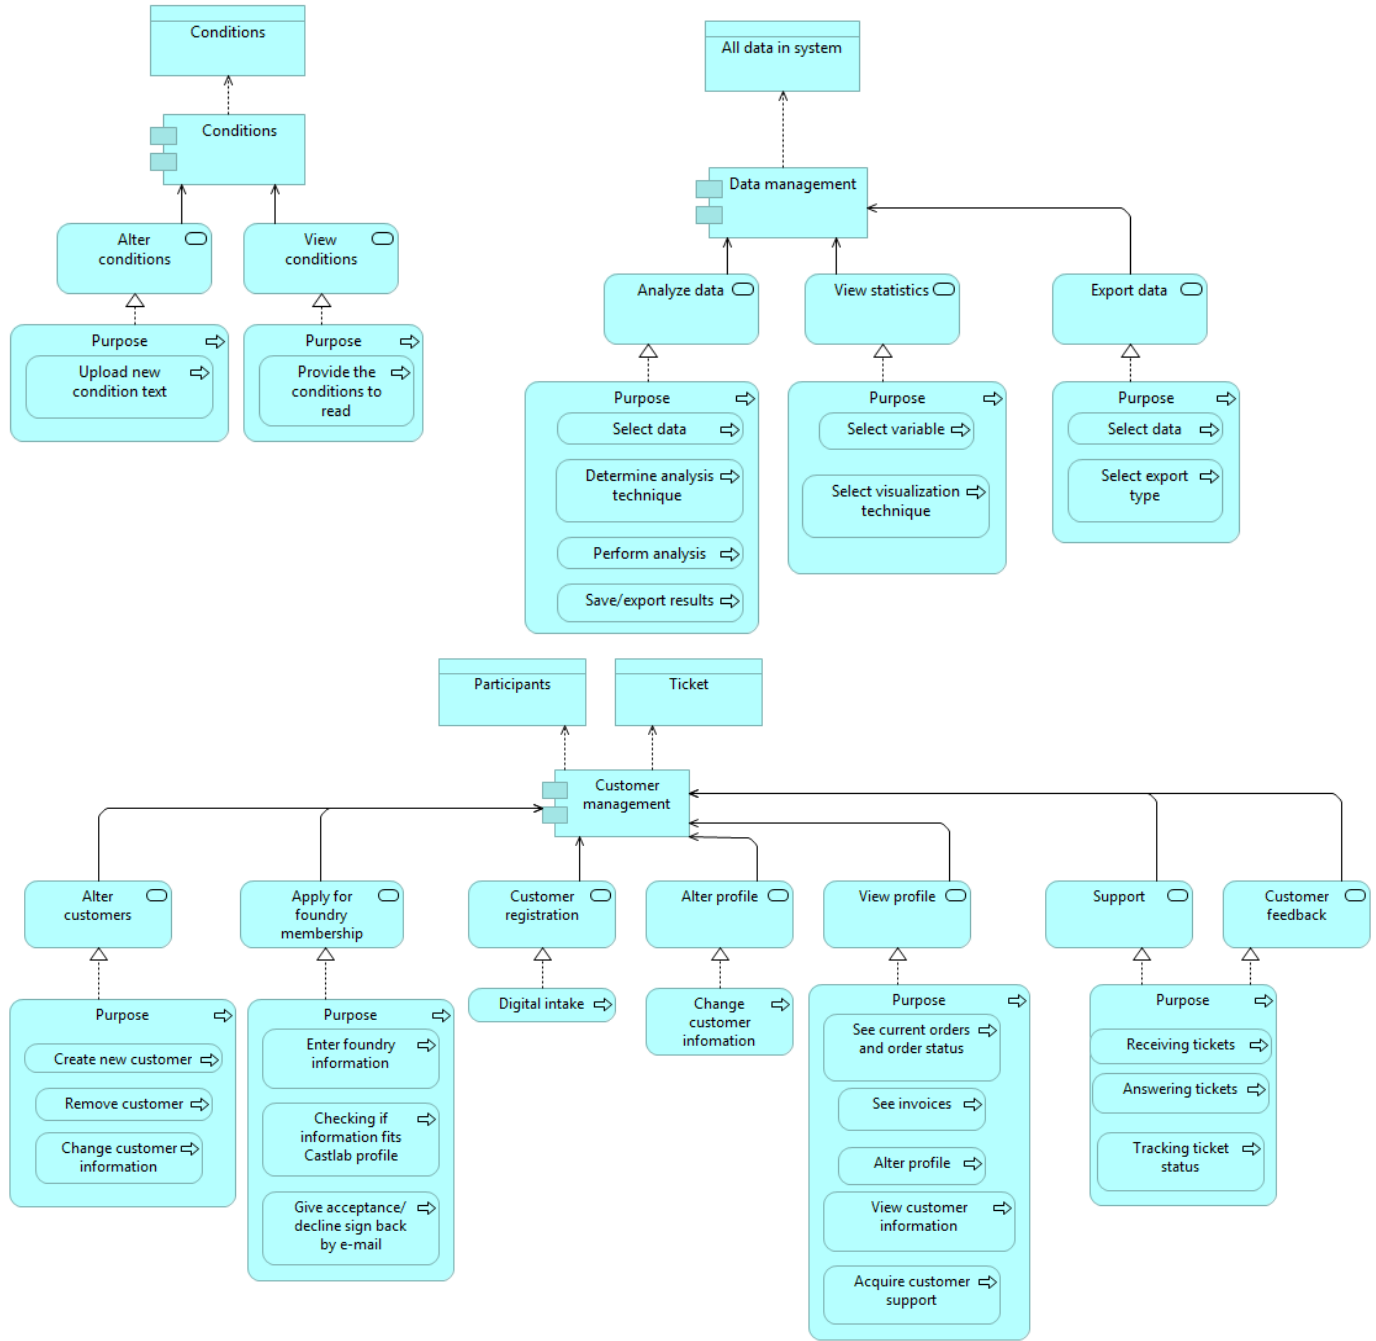 Conditions
Conditions
Alter
conditions
View
conditions
Purpose
Upload new
condition text
Purpose
Provide the
conditions to
read
All data in system
Data management
Analyze data
View statistics
Export data
Purpose
Select data
Determine analysis
technique
Perform analysis
Save/export results
Purpose
Select variable
Select visualization
technique
Purpose
Select data
Select export
type
Participants
Ticket
Customer
management
Alter
customers
Apply for
foundry
membership
Customer
registration
Alter profile
View profile
Support
Customer
feedback
Purpose
Create new customer
Remove customer
Change customer
information
Purpose
Enter foundry
information
Checking if
information fits
Castlab profile
Give acceptance/
decline sign back
by e-mail
Digital intake
Change
customer
infomation
Purpose
See current orders
and order status
See invoices
Alter profile
View customer
information
Acquire customer
support
Purpose
Receiving tickets
Answering tickets
Tracking ticket
status